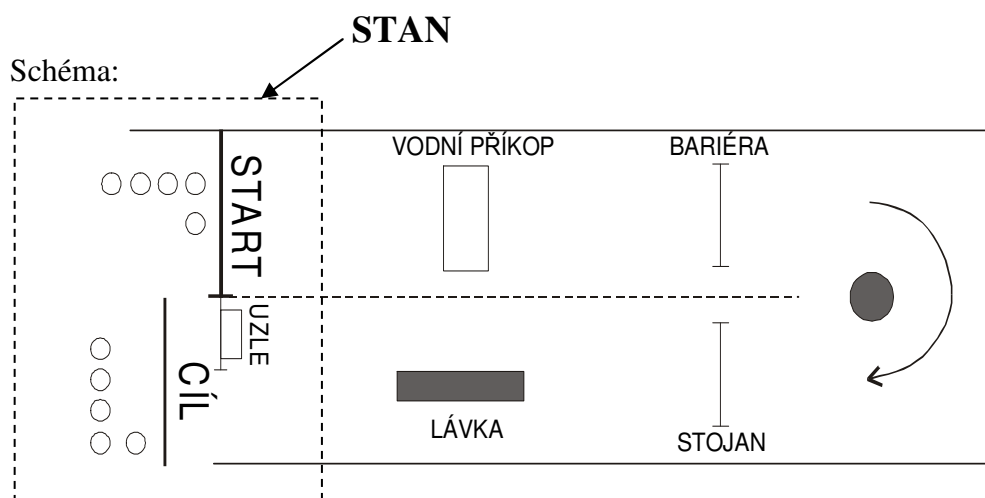 STAN
Schéma:
VODNÍ PŘÍKOP
BARIÉRA
START
UZLE
CÍL
LÁVKA
STOJAN